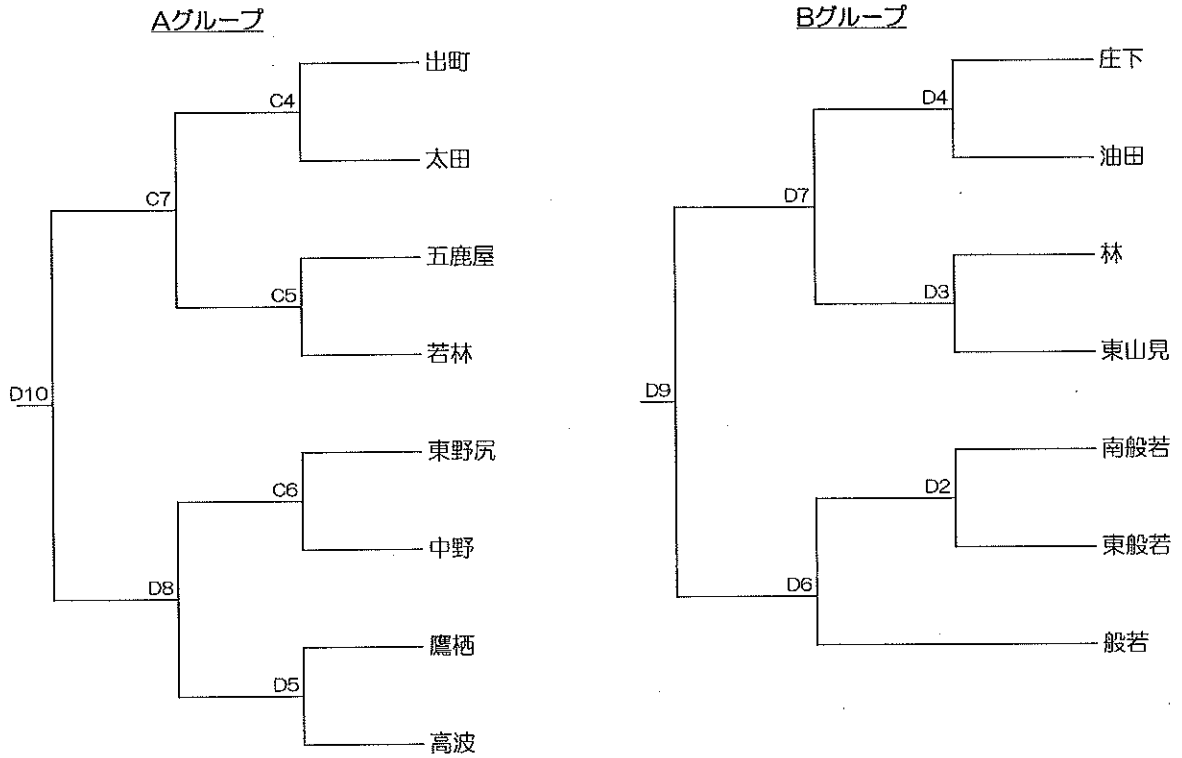 Aグループ
出町
C4
太田
C7
五鹿屋
C5
若林
D10
東野尻
C6
中野
D8
鷹栖
D5
高波
Bグループ
庄下
D4
油田
D7
林
D3
東山見
D9
南般若
D2
東般若
D6
般若